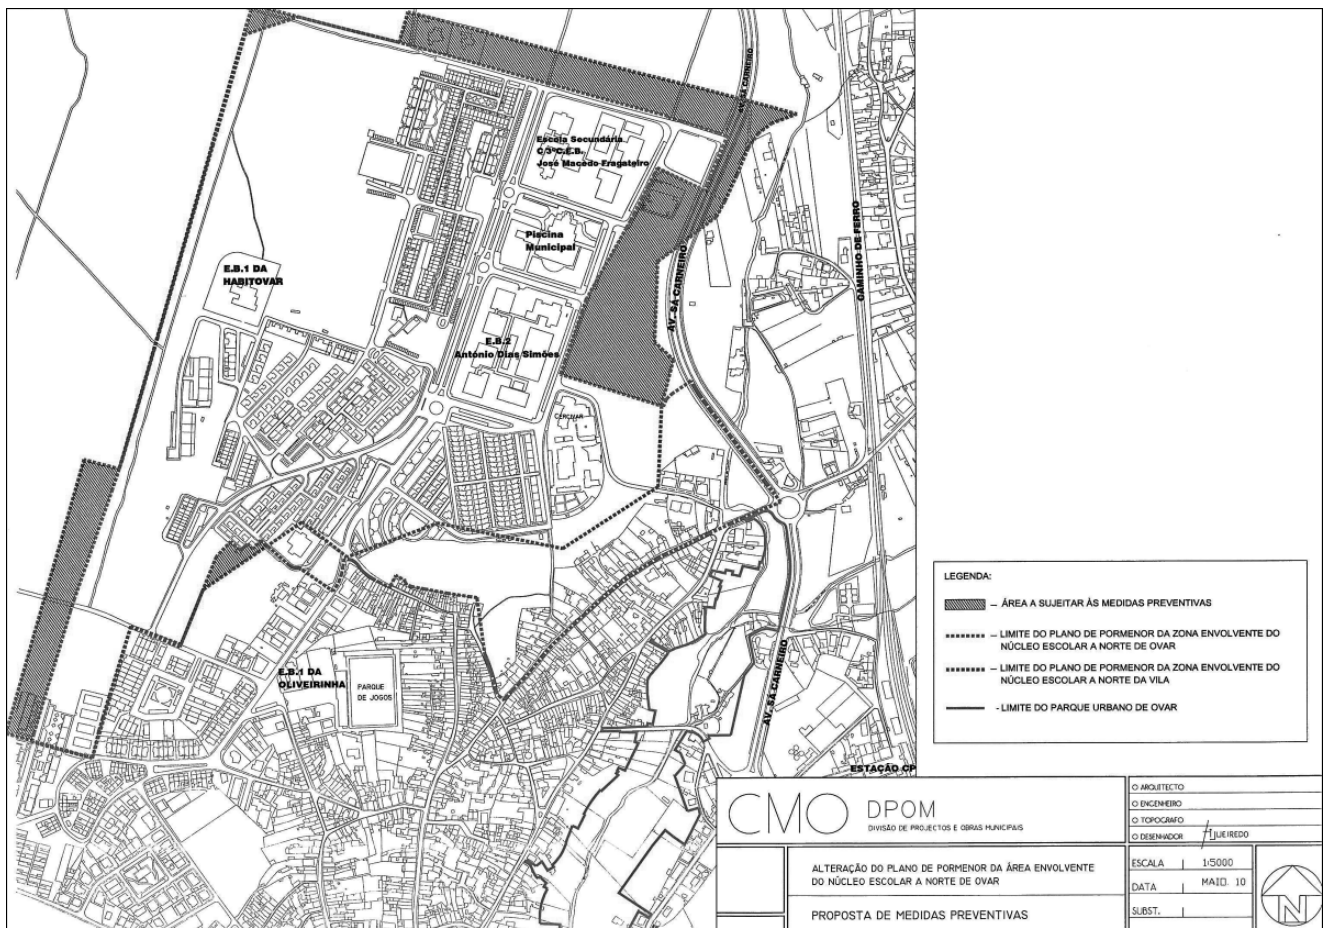 AV. SÁ CARNEIRO
Escola Secundária
C/3ºC.E.B.
José Macedo Fragateiro
Piscina
Municipal
E.B.1 DA
HABITOVAR
AV. SÁ CARNEIRO
CAMINHO DE FERRO
E.B.2
António Dias Simões
CERCIVAR
E.B.1 DA
OLIVEIRINHA
PARQUE
DE JOGOS
AV. SÁ CARNEIRO
ESTAÇÃO CP
LEGENDA:
– ÁREA A SUJEITAR ÀS MEDIDAS PREVENTIVAS
– LIMITE DO PLANO DE PORMENOR DA ZONA ENVOLVENTE DO
NÚCLEO ESCOLAR A NORTE DE OVAR
– LIMITE DO PLANO DE PORMENOR DA ZONA ENVOLVENTE DO
NÚCLEO ESCOLAR A NORTE DA VILA
- LIMITE DO PARQUE URBANO DE OVAR
CMO DPOM
DIVISÃO DE PROJECTOS E OBRAS MUNICIPAIS
O ARQUITECTO
O ENGENHEIRO
O TOPOGRAFO
O DESENHADOR
ALTERAÇÃO DO PLANO DE PORMENOR DA ÁREA ENVOLVENTE
DO NÚCLEO ESCOLAR A NORTE DE OVAR
PROPOSTA DE MEDIDAS PREVENTIVAS
ESCALA 1:5000
DATA MAIO. 10
SUBST.
N